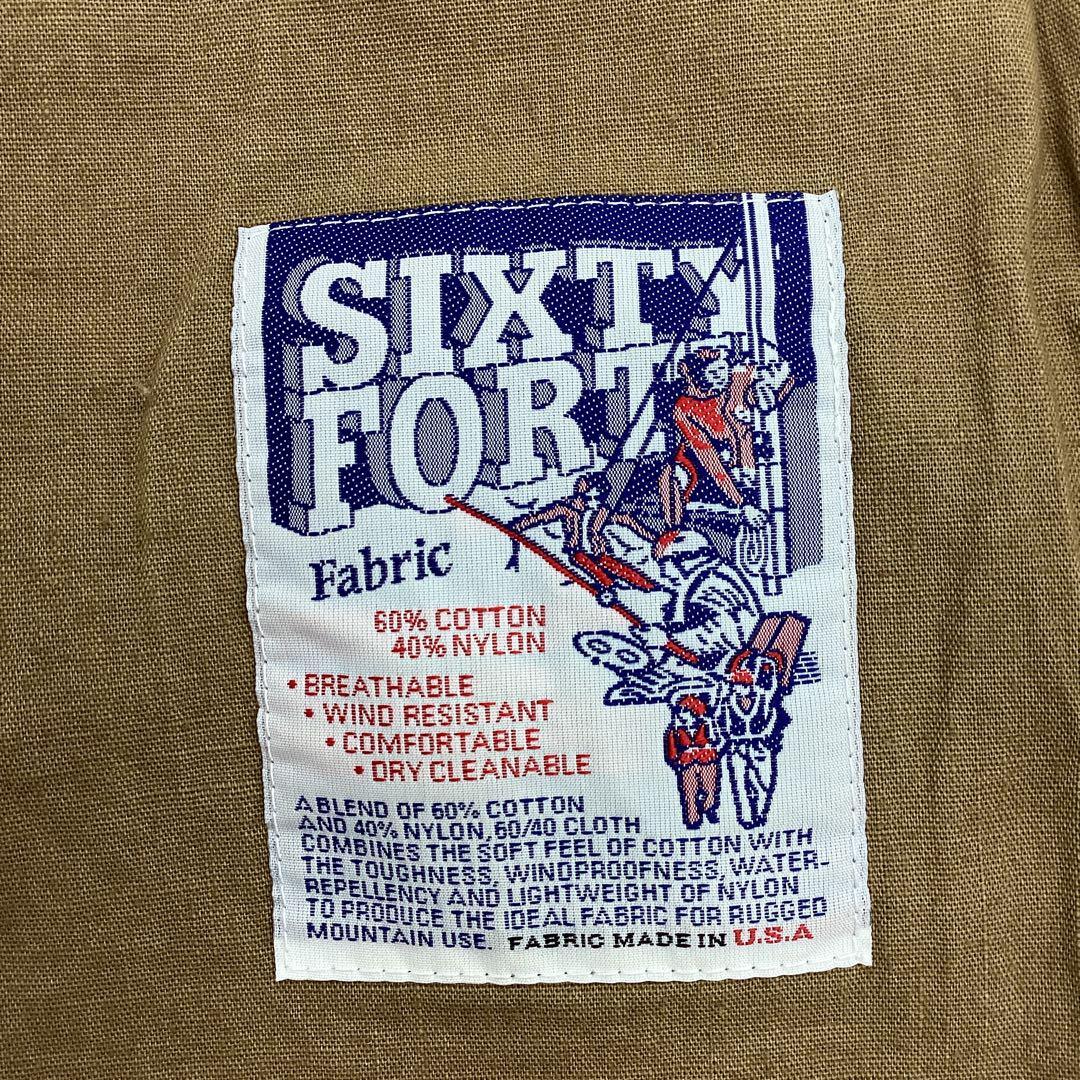 SIXTY
FORTY
Fabric
60% COTTON
40% NYLON
• BREATHABLE
• WIND RESISTANT
• COMFORTABLE
• DRY CLEANABLE
A BLEND OF 60% COTTON
AND 40% NYLON, 60/40 CLOTH
COMBINES THE SOFT FEEL OF COTTON WITH
THE TOUGHNESS, WINDPROOFNESS, WATER-
REPELLENCY AND LIGHTWEIGHT OF NYLON
TO PRODUCE THE IDEAL FABRIC FOR RUGGED
MOUNTAIN USE. FABRIC MADE IN U.S.A